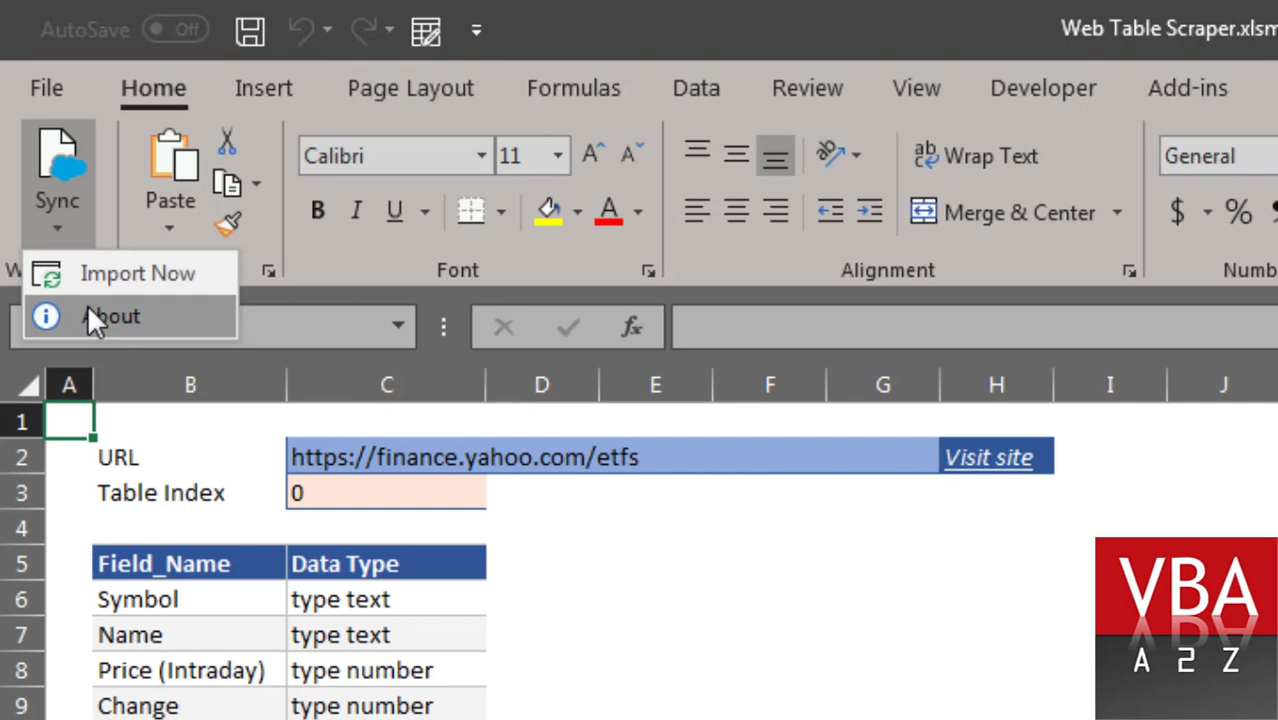 AutoSave Off
Web Table Scraper.xlsm
File Home Insert Page Layout Formulas Data Review View Developer Add-ins
Sync
Paste
Calibri 11
B I U
Wrap Text
Merge & Center
General
$ %
Import Now
About
Font
Alignment
fx
A B C D E F G H I J
1
2 URL https://finance.yahoo.com/etfs Visit site
3 Table Index 0
4
5 Field_Name Data Type
6 Symbol type text
7 Name type text
8 Price (Intraday) type number
9 Change type number
VBA
A 2 Z